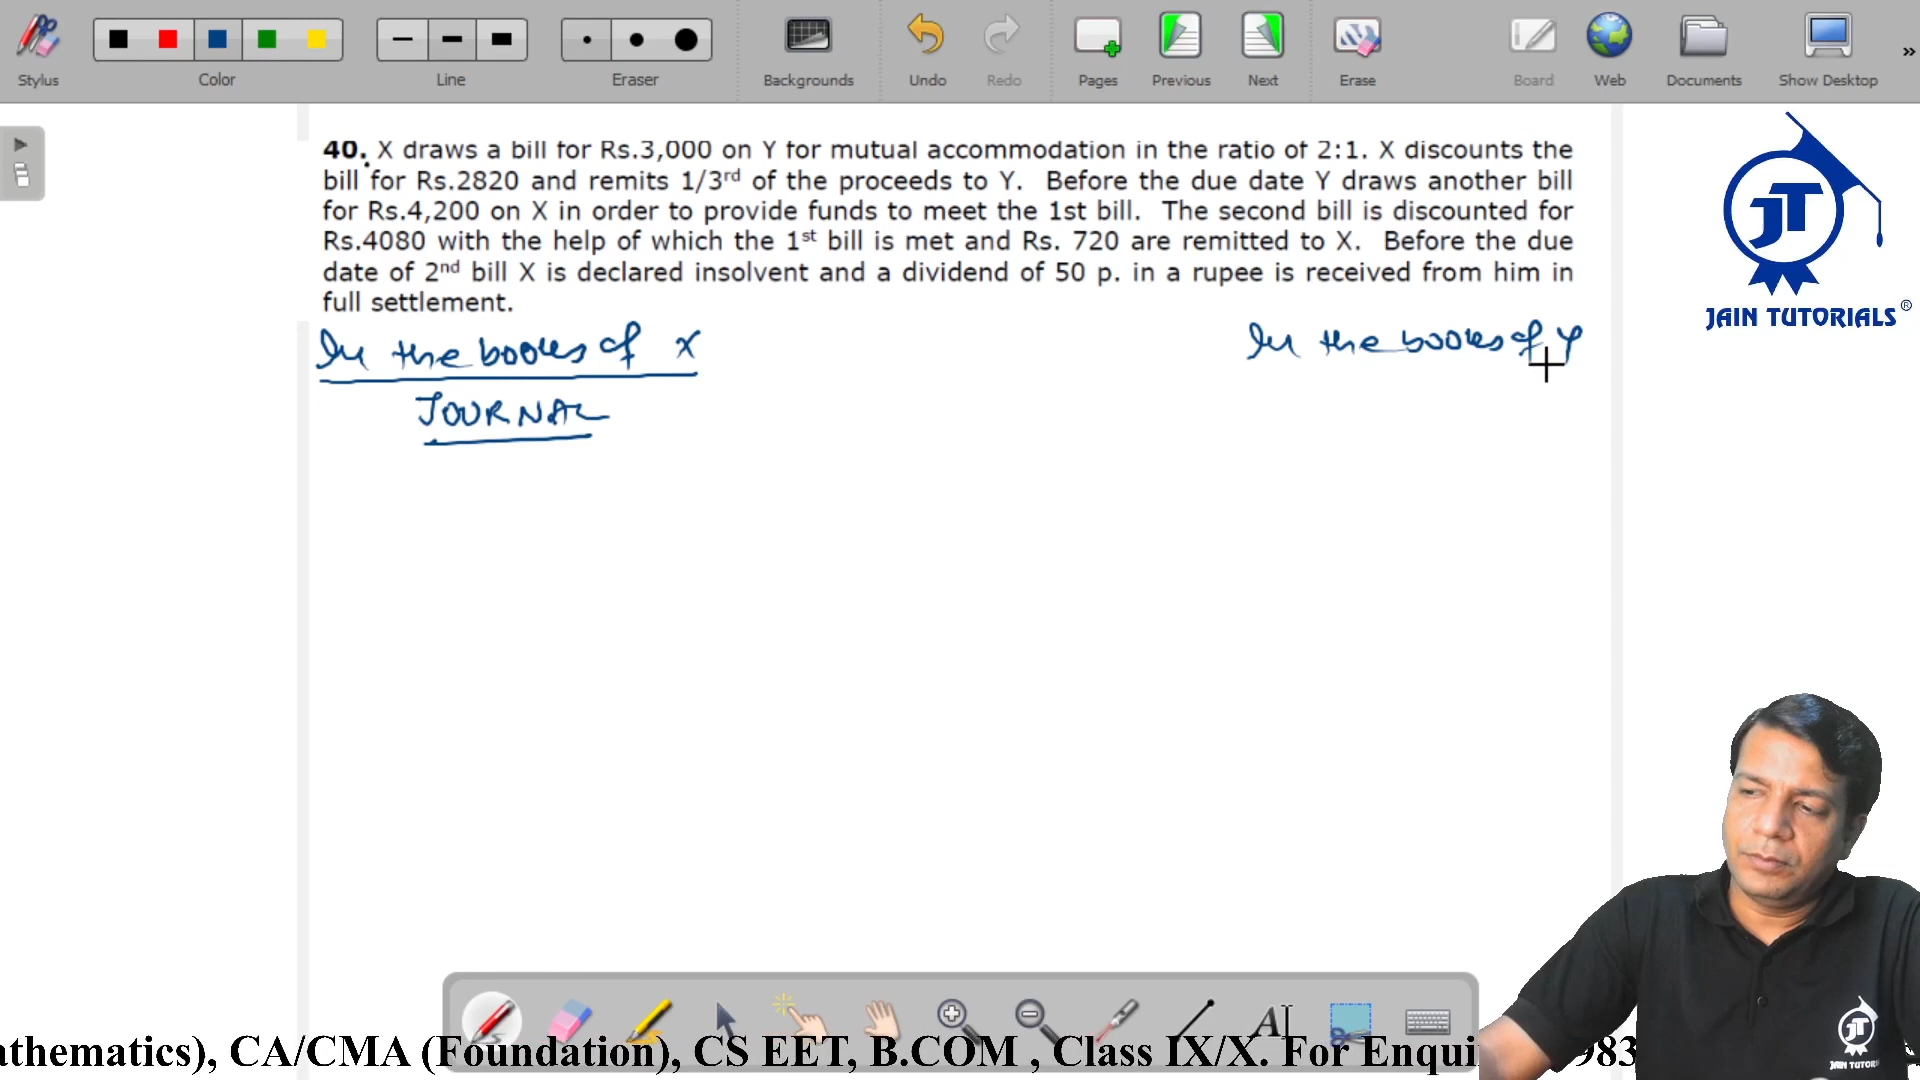 Stylus
Color
Line
Eraser
Backgrounds
Undo
Redo
Pages
Previous
Next
Erase
Board
Web
Documents
Show Desktop
»
40. X draws a bill for Rs.3,000 on Y for mutual accommodation in the ratio of 2:1. X discounts the
bill for Rs.2820 and remits 1/3rd of the proceeds to Y. Before the due date Y draws another bill
for Rs.4,200 on X in order to provide funds to meet the 1st bill. The second bill is discounted for
Rs.4080 with the help of which the 1st bill is met and Rs. 720 are remitted to X. Before the due
date of 2nd bill X is declared insolvent and a dividend of 50 p. in a rupee is received from him in
full settlement.
JT
JAIN TUTORIALS®
In the books of X
In the books of Y
JOURNAL
athematics), CA/CMA (Foundation), CS EET, B.COM , Class IX/X. For Enqui 983
JT
JAIN TUTORI